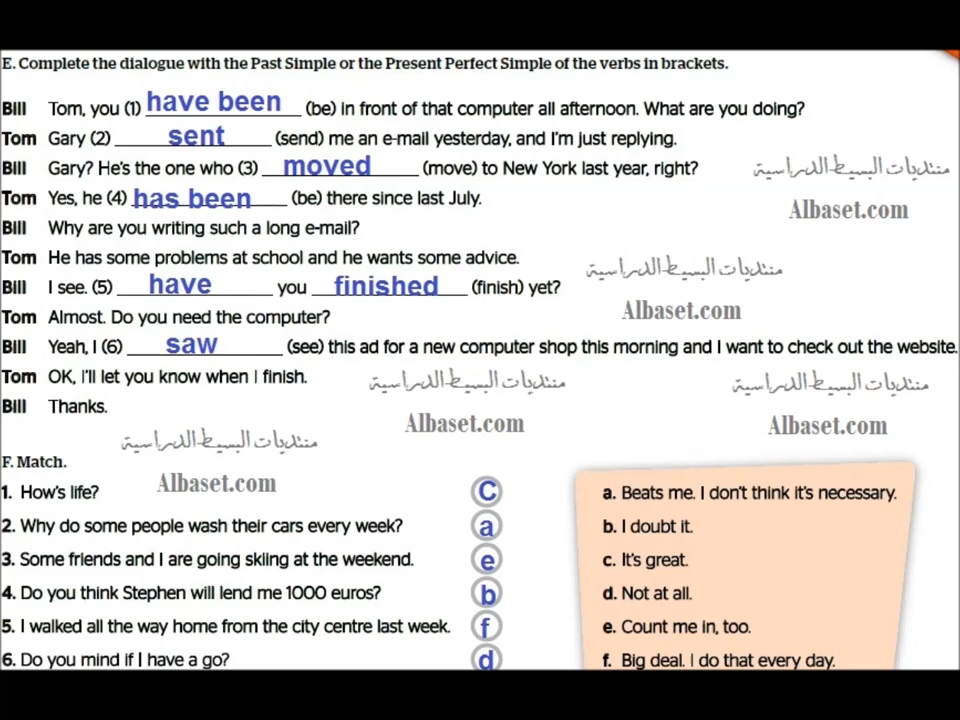 E. Complete the dialogue with the Past Simple or the Present Perfect Simple of the verbs in brackets.
Bill Tom, you (1) have been (be) in front of that computer all afternoon. What are you doing?
Tom Gary (2) sent (send) me an e-mail yesterday, and I'm just replying.
Bill Gary? He's the one who (3) moved (move) to New York last year, right?
منتديات البسيط الدراسية
Tom Yes, he (4) has been (be) there since last July.
Albaset.com
Bill Why are you writing such a long e-mail?
Tom He has some problems at school and he wants some advice.
منتديات البسيط الدراسية
Bill I see. (5) have you finished (finish) yet?
Albaset.com
Tom Almost. Do you need the computer?
Bill Yeah, I (6) saw (see) this ad for a new computer shop this morning and I want to check out the website.
Tom OK, I'll let you know when I finish.
منتديات البسيط الدراسية
منتديات البسيط الدراسية
Bill Thanks.
Albaset.com
Albaset.com
منتديات البسيط الدراسية
F. Match.
Albaset.com
1. How's life? C a. Beats me. I don't think it's necessary.
2. Why do some people wash their cars every week? a b. I doubt it.
3. Some friends and I are going skiing at the weekend. e c. It's great.
4. Do you think Stephen will lend me 1000 euros? b d. Not at all.
5. I walked all the way home from the city centre last week. f e. Count me in, too.
6. Do you mind if I have a go? d f. Big deal. I do that every day.